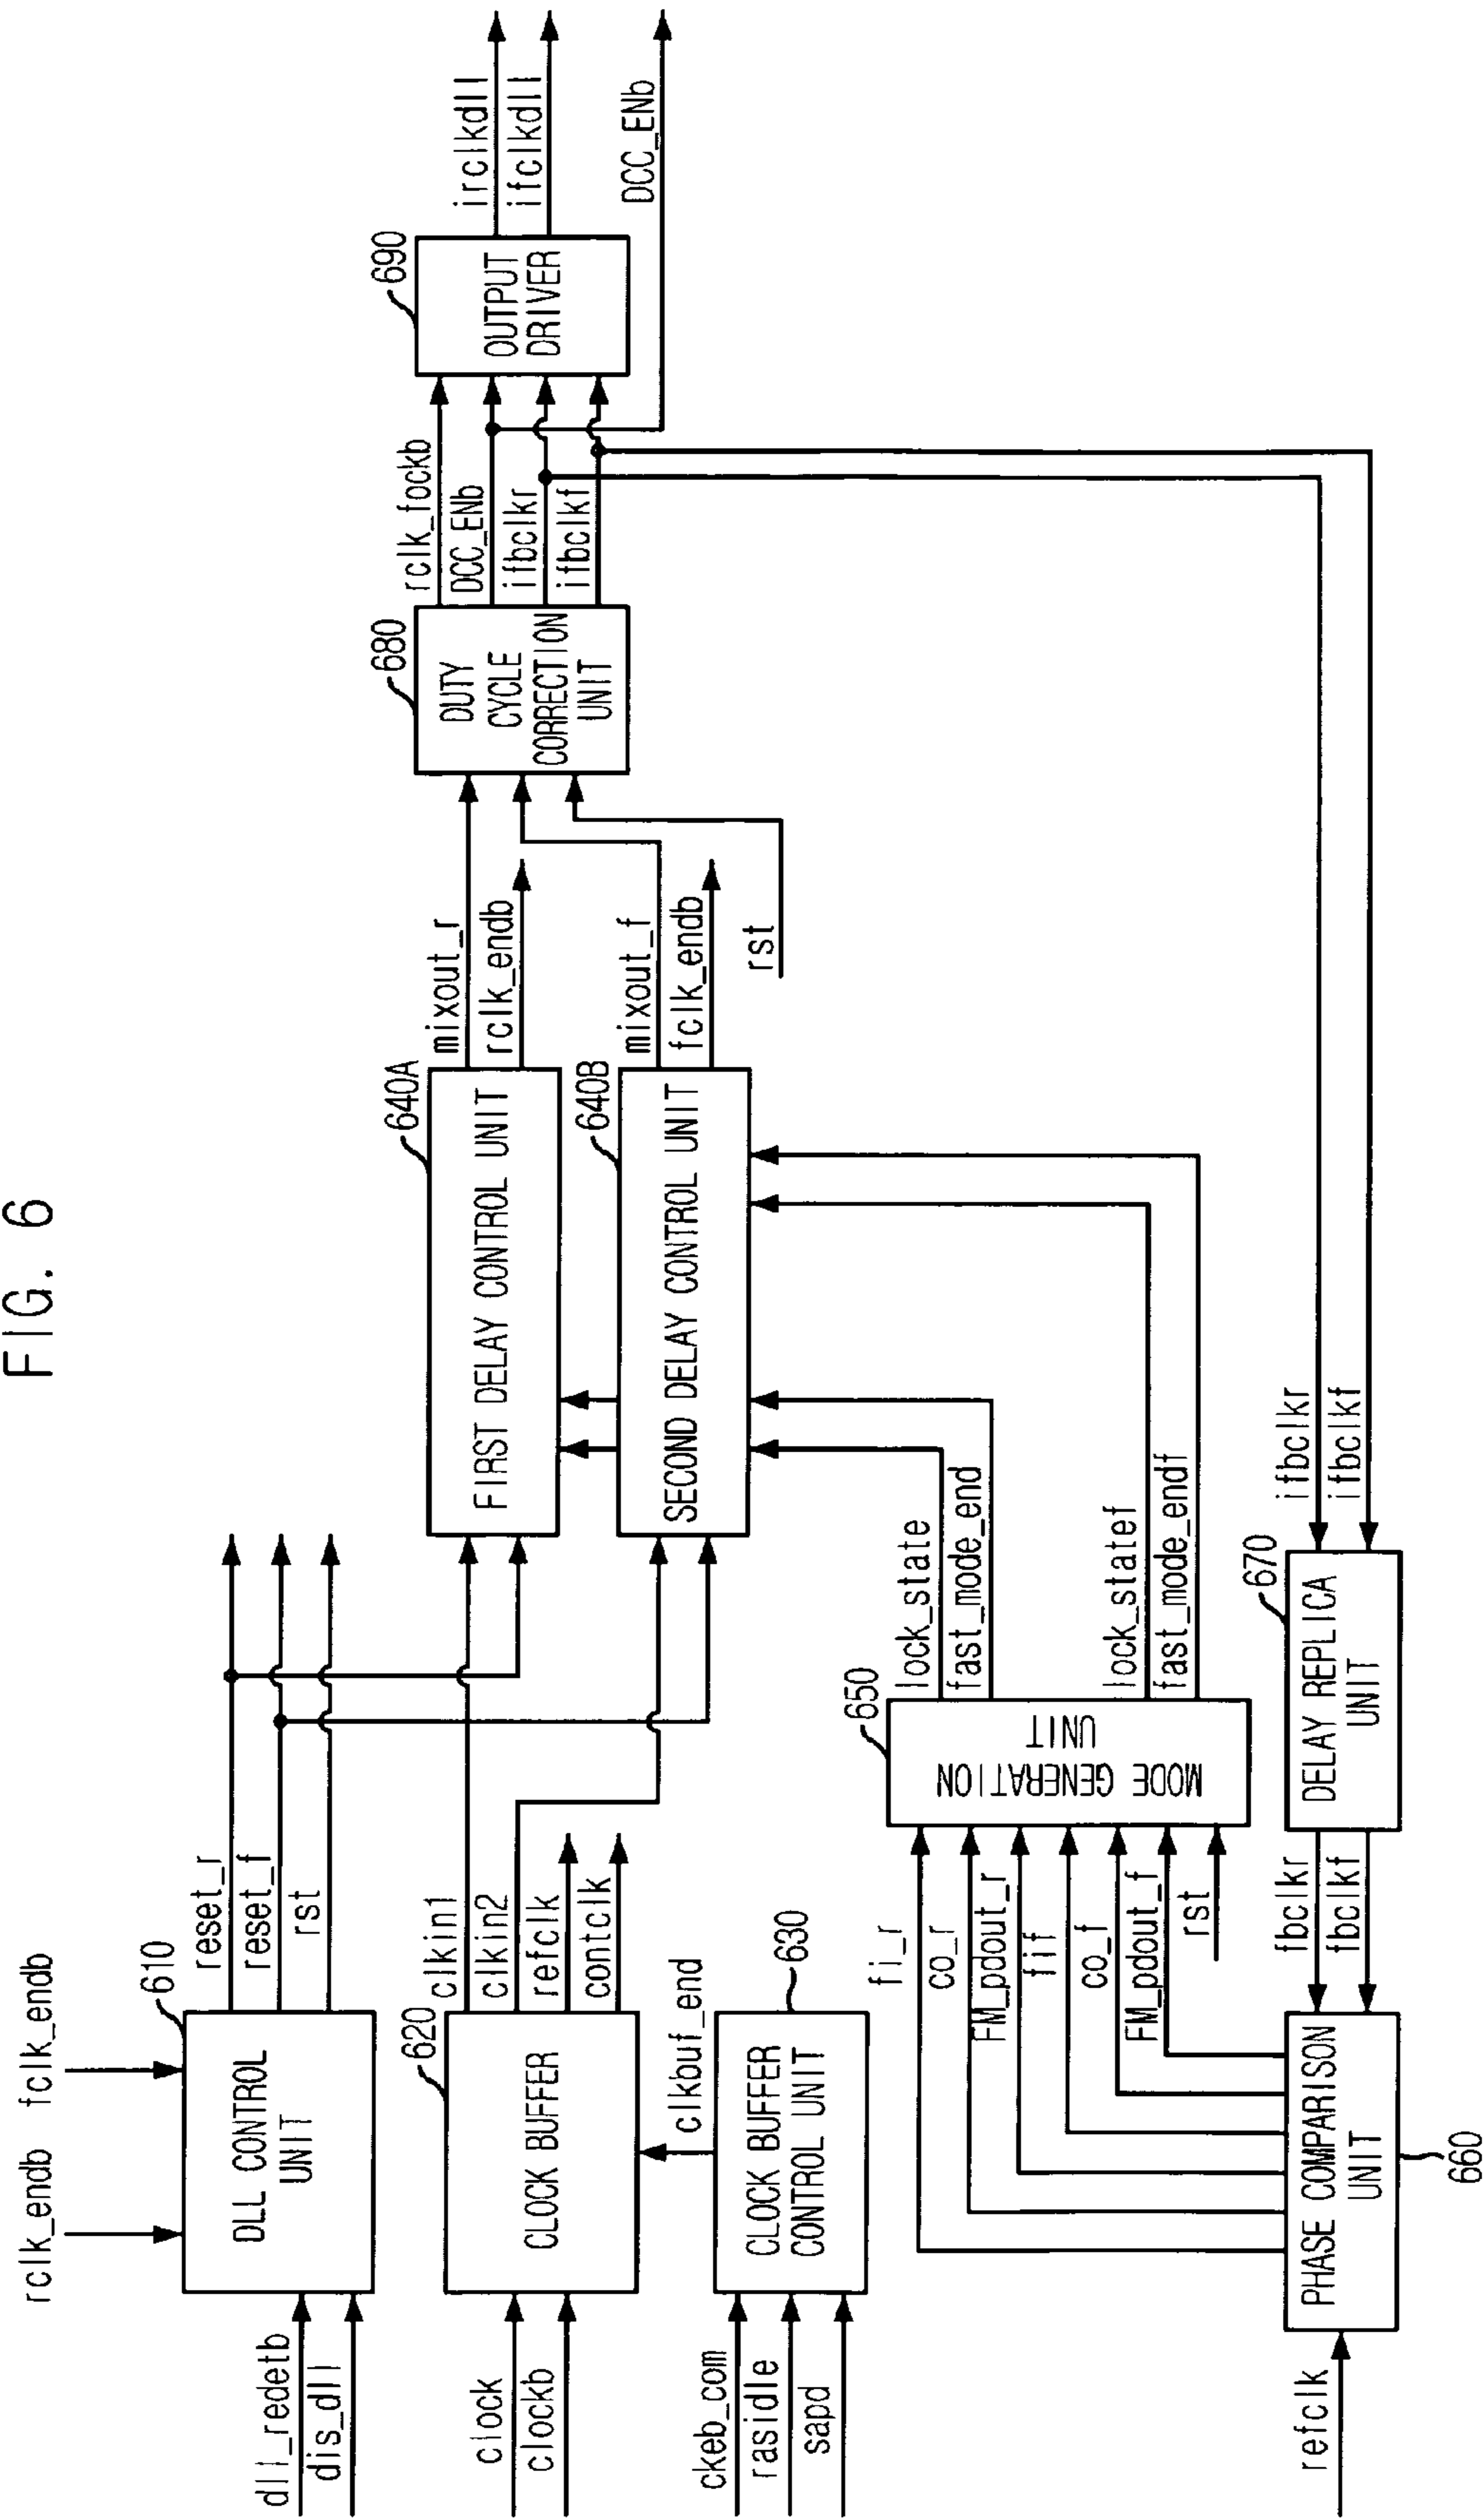 FIG. 6
rclk_endb
fclk_endb
dll_redetb
dis_dll
610
DLL CONTROL
UNIT
reset_r
reset_f
rst
clock
clockb
620
CLOCK BUFFER
clkin1
clkin2
refclk
contclk
clkbuf_end
ckeb_com
rasidle
sapd
630
CLOCK BUFFER
CONTROL UNIT
640A
FIRST DELAY CONTROL UNIT
mixout_r
rclk_endb
640B
SECOND DELAY CONTROL UNIT
mixout_f
fclk_endb
rst
680
DUTY
CYCLE
CORRECTION
UNIT
rclk_fockb
DCC_ENb
ifbclkr
ifbclkf
690
OUTPUT
DRIVER
irclkdll
ifclkdll
DCC_ENb
fi_r
co_r
FM_pdout_r
fif
co_f
FM_pdout_f
rst
650
MODE GENERATION
UNIT
lock_state
fast_mode_end
lock_statef
fast_mode_endf
refclk
PHASE COMPARISON
UNIT
660
fbclkr
fbclkf
670
DELAY REPLICA
UNIT
ifbclkr
ifbclkf